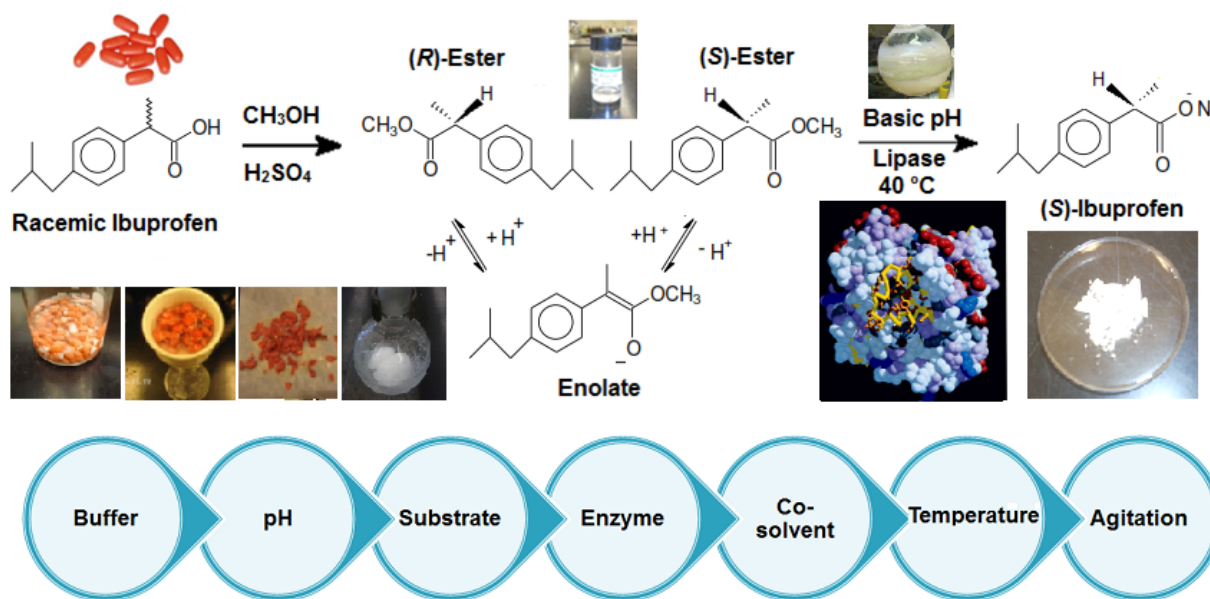 (R)-Ester
(S)-Ester
H
H
H
OH
O
CH₃OH
H₂SO₄
CH₃O
O
OCH₃
O
Basic pH
Lipase
40 ºC
O⁻ N
O
Racemic Ibuprofen
(S)-Ibuprofen
-H⁺
+ H⁺
+H⁺
- H⁺
OCH₃
O
−
Enolate
Buffer
pH
Substrate
Enzyme
Co-
solvent
Temperature
Agitation